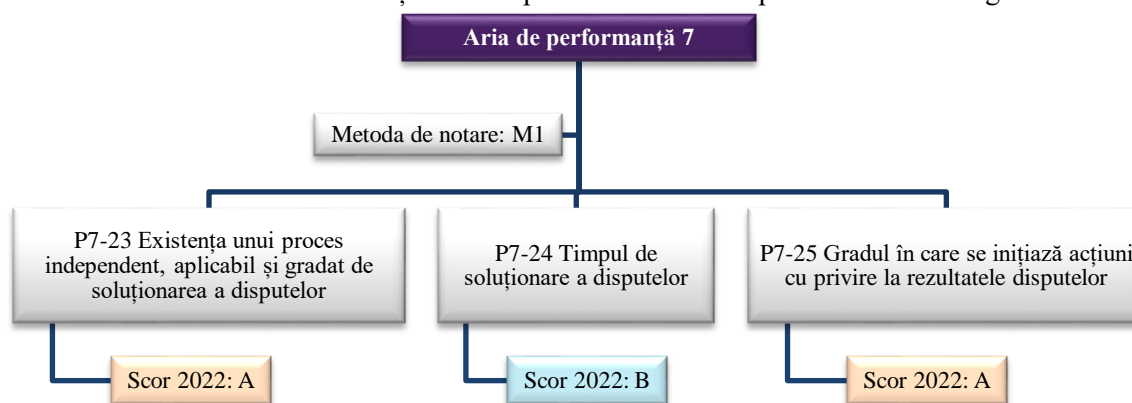 Aria de performanță 7
Metoda de notare: M1
P7-23 Existența unui proces
independent, aplicabil și gradat de
soluționarea a disputelor
P7-24 Timpul de
soluționare a disputelor
P7-25 Gradul în care se inițiază acțiuni
cu privire la rezultatele disputelor
Scor 2022: A
Scor 2022: B
Scor 2022: A